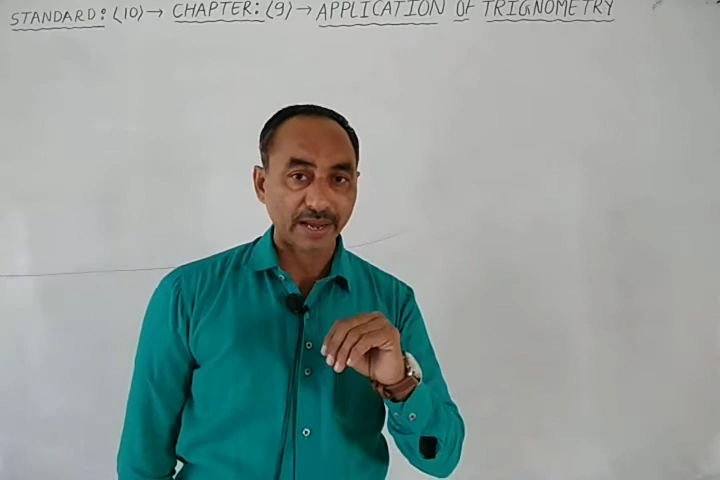 STANDARD: (10) → CHAPTER: (9) → APPLICATION OF TRIGNOMETRY